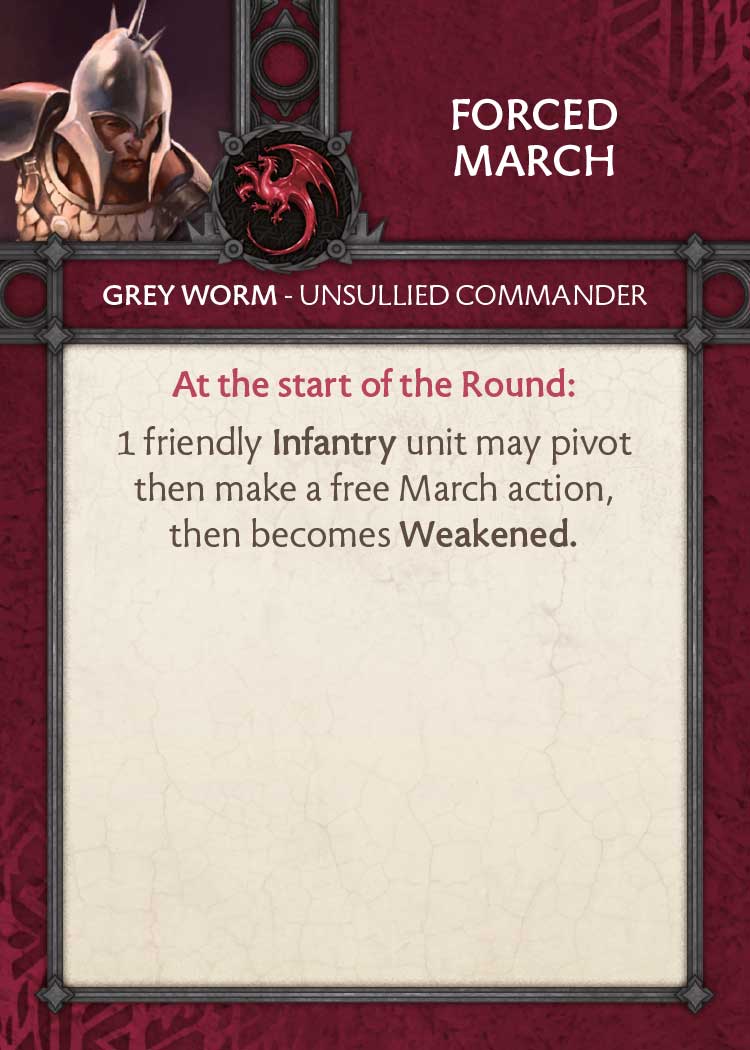 FORCED
MARCH
GREY WORM - UNSULLIED COMMANDER
At the start of the Round:
1 friendly Infantry unit may pivot
then make a free March action,
then becomes Weakened.